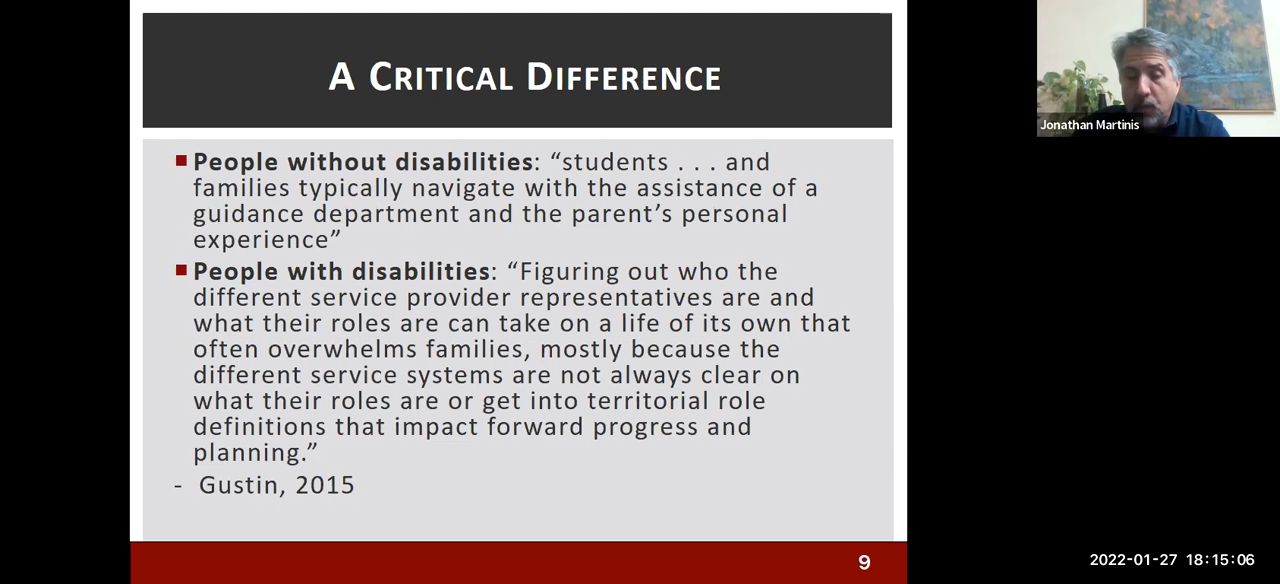 A CRITICAL DIFFERENCE
People without disabilities: “students . . . and
families typically navigate with the assistance of a
guidance department and the parent’s personal
experience”
People with disabilities: “Figuring out who the
different service provider representatives are and
what their roles are can take on a life of its own that
often overwhelms families, mostly because the
different service systems are not always clear on
what their roles are or get into territorial role
definitions that impact forward progress and
planning.”
- Gustin, 2015
9
Jonathan Martinis
2022-01-27 18:15:06